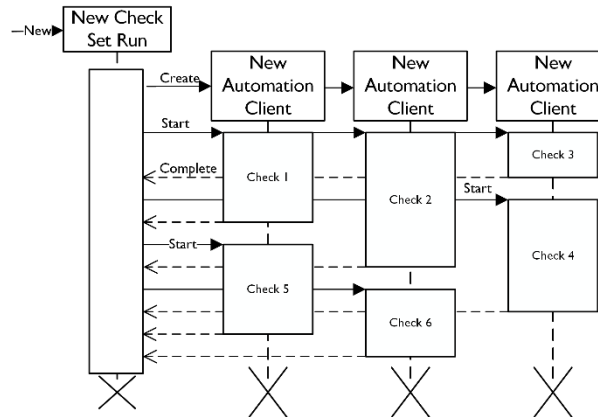 New
New Check
Set Run
Create
New
Automation
Client
New
Automation
Client
New
Automation
Client
Start
Check 3
Complete
Check 1
Start
Check 2
Start
Check 4
Check 5
Check 6